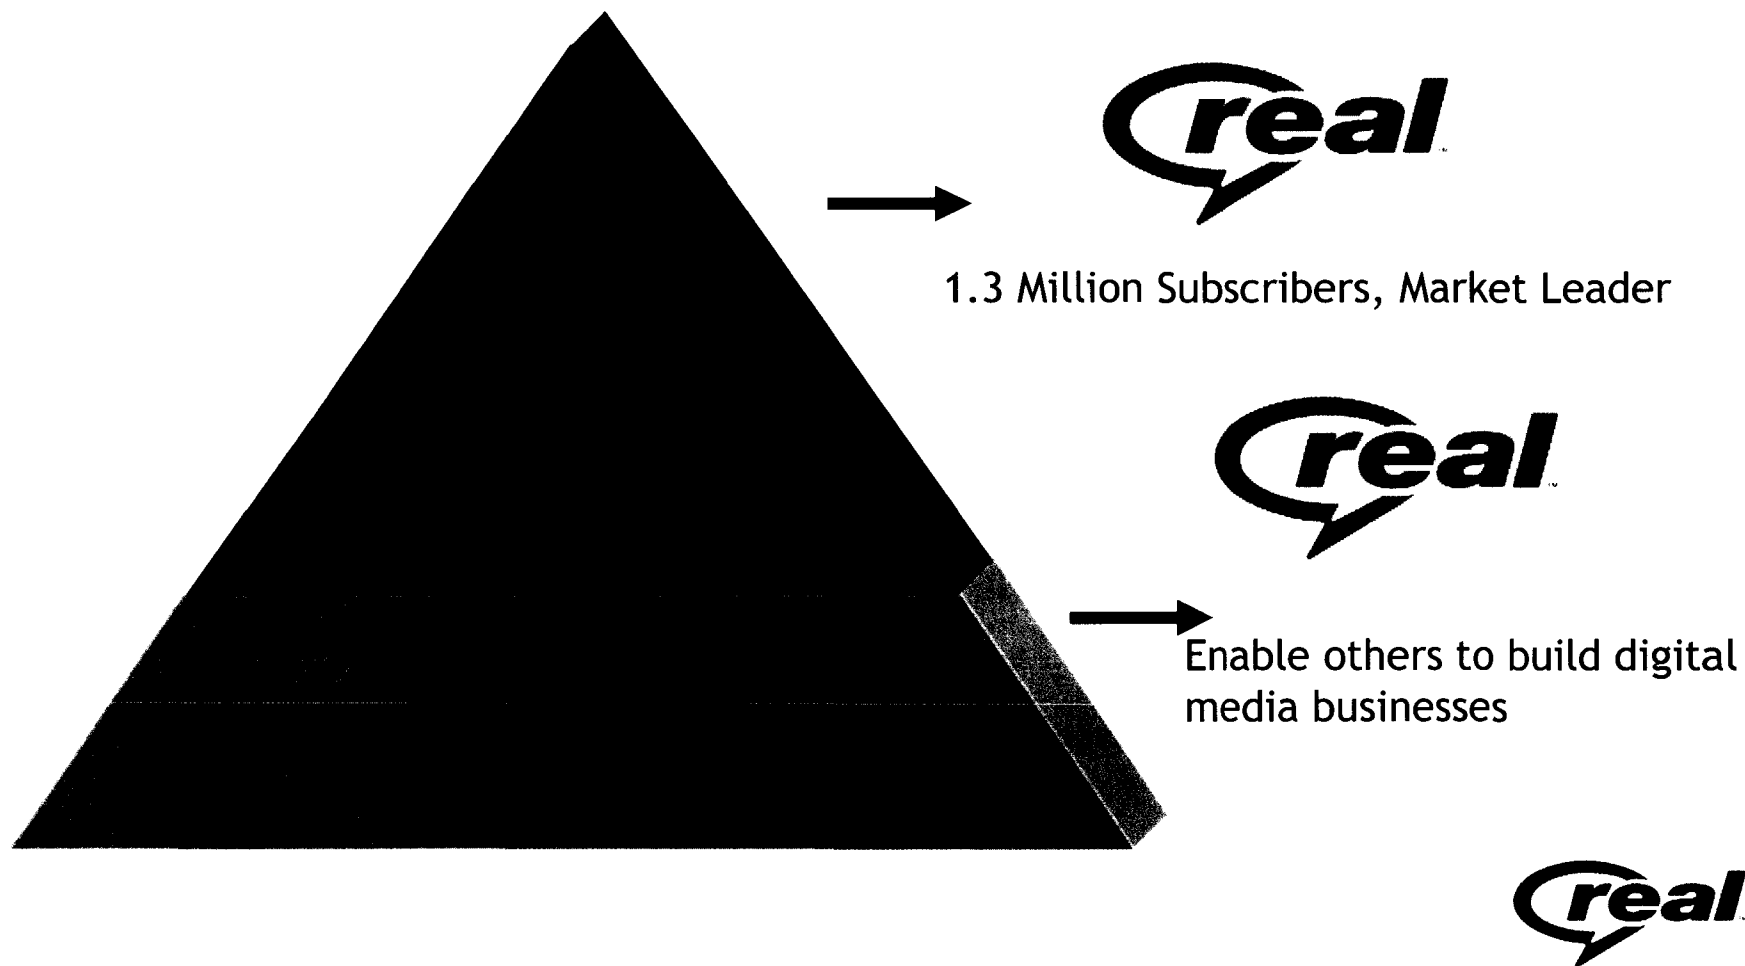 real
1.3 Million Subscribers, Market Leader
real
Enable others to build digital
media businesses
real